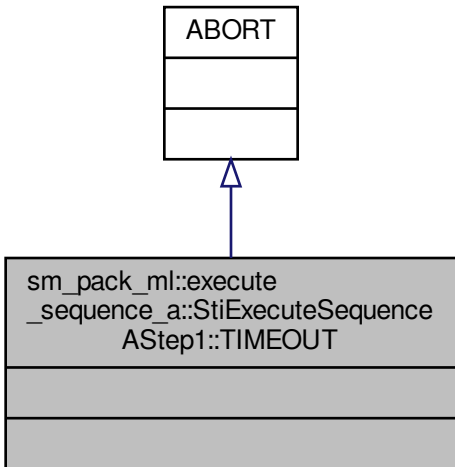 ABORT
sm_pack_ml::execute
_sequence_a::StiExecuteSequence
AStep1::TIMEOUT